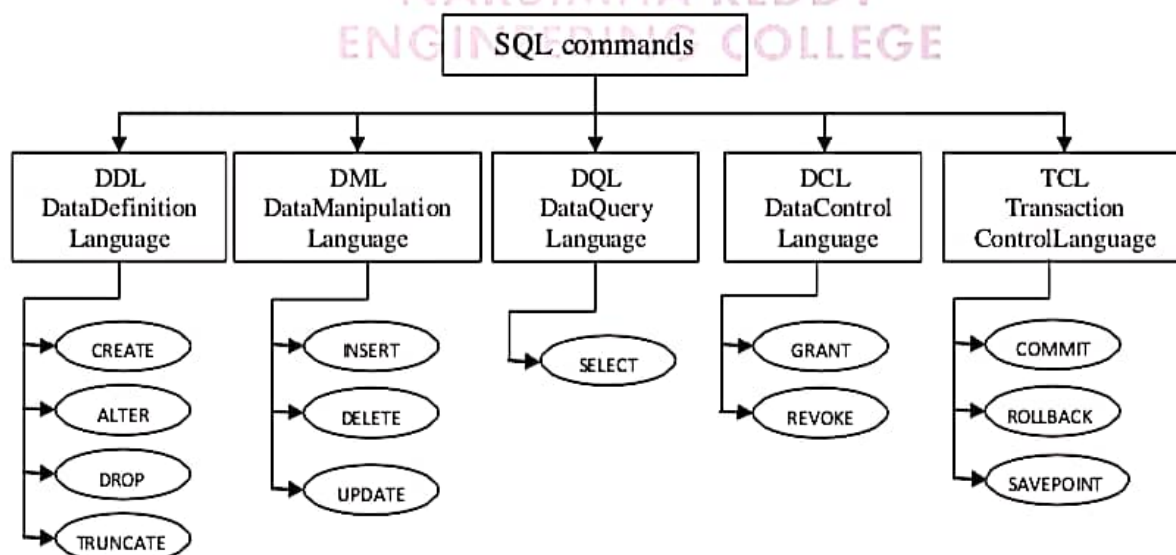 ENGINEERING COLLEGE
SQL commands
DDL
DataDefinition
Language
DML
DataManipulation
Language
DQL
DataQuery
Language
DCL
DataControl
Language
TCL
Transaction
ControlLanguage
CREATE
ALTER
DROP
TRUNCATE
INSERT
DELETE
UPDATE
SELECT
GRANT
REVOKE
COMMIT
ROLLBACK
SAVEPOINT